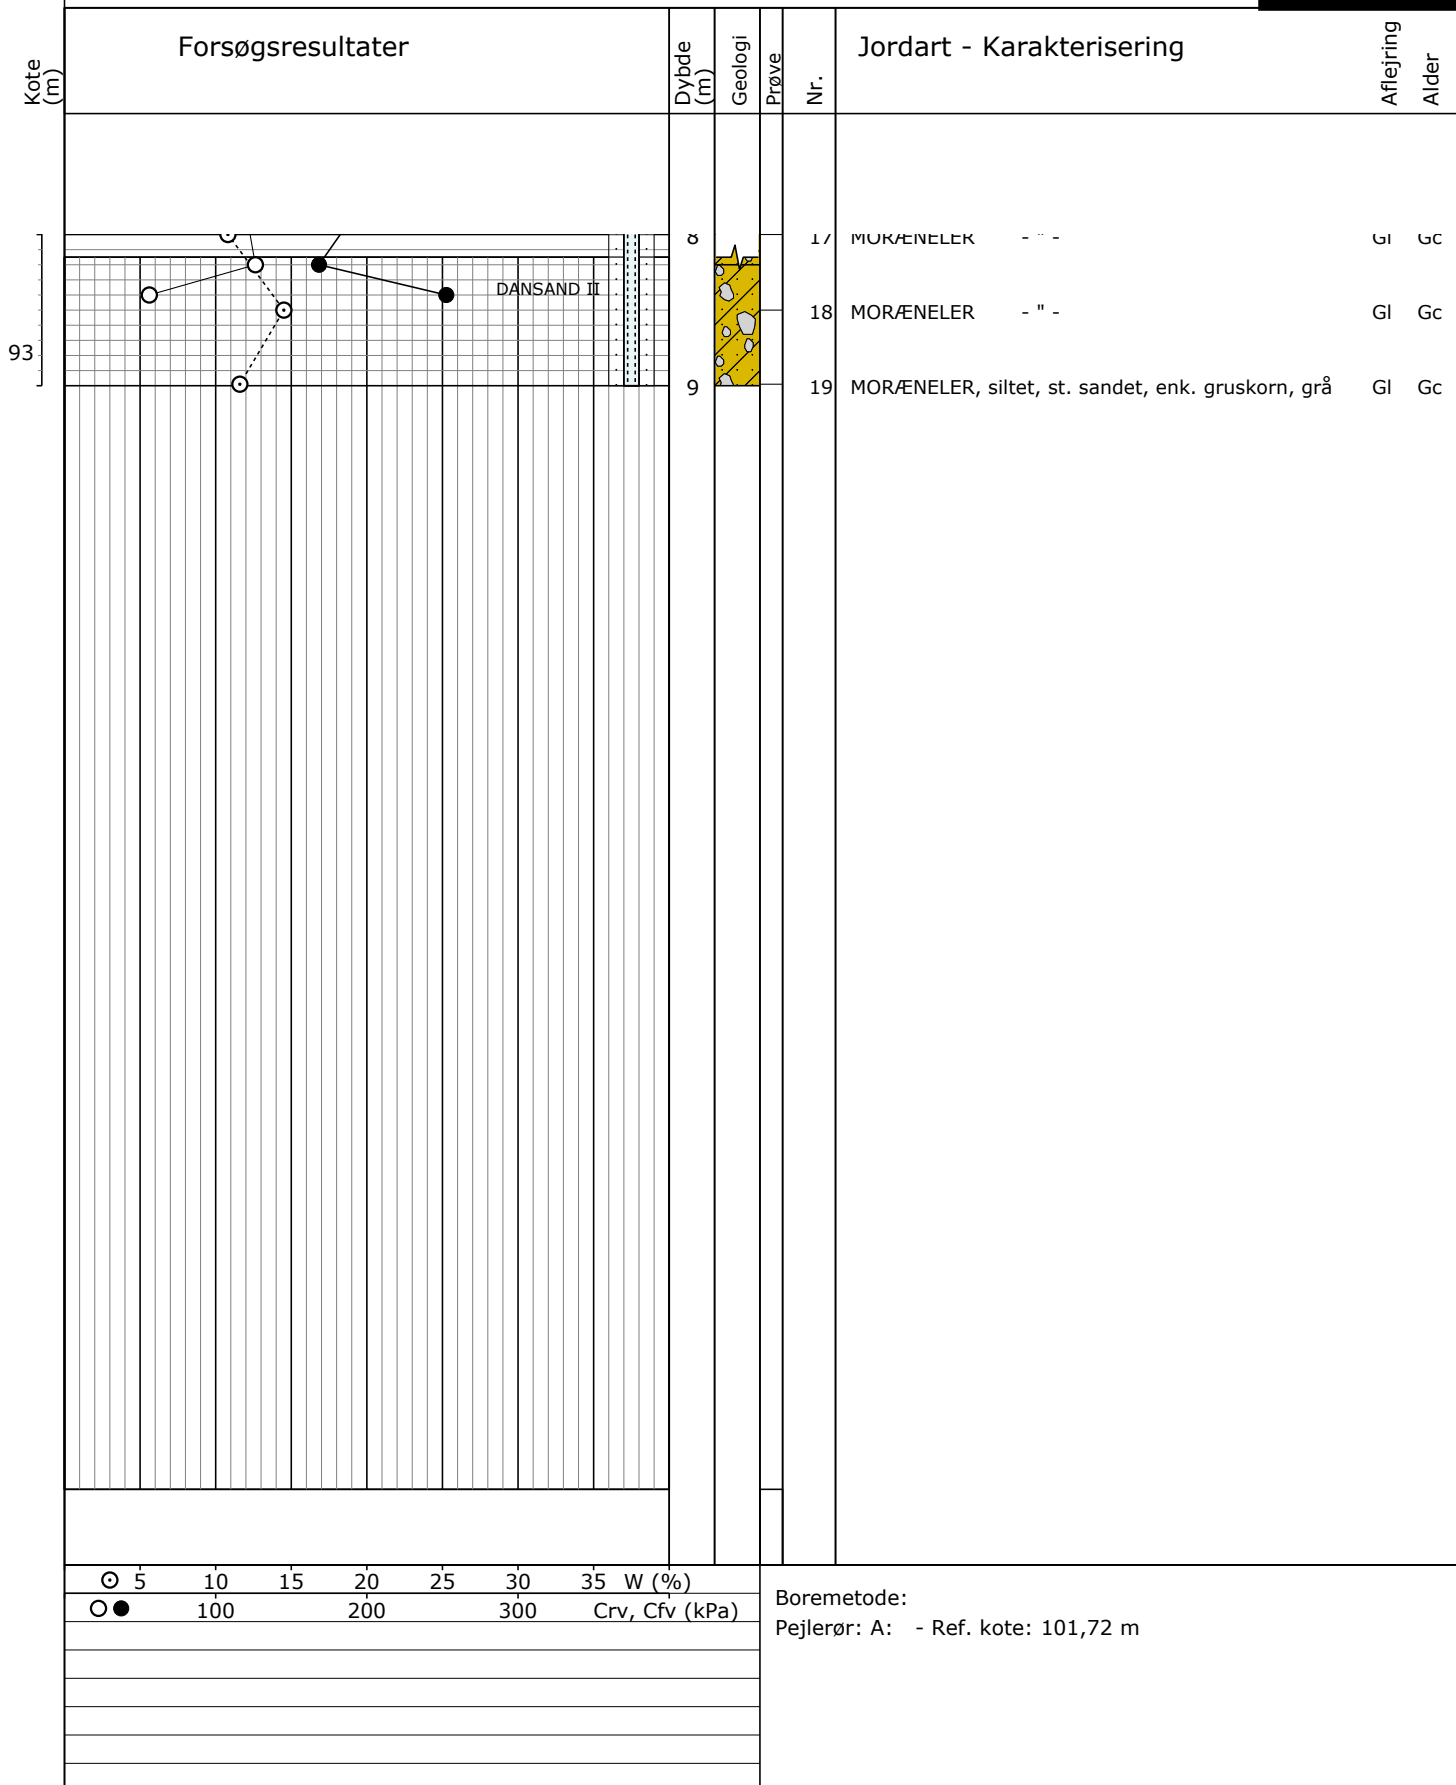 Kote (m) Forsøgsresultater Dybde (m) Geologi Prøve Nr. Jordart - Karakterisering Aflejring Alder
8 17 MORÆNELER - " - Gl Gc
DANSAND II
18 MORÆNELER - " - Gl Gc
93
9 19 MORÆNELER, siltet, st. sandet, enk. gruskorn, grå Gl Gc
5 10 15 20 25 30 35 W (%)
100 200 300 Crv, Cfv (kPa)
Boremetode:
Pejlerør: A: - Ref. kote: 101,72 m